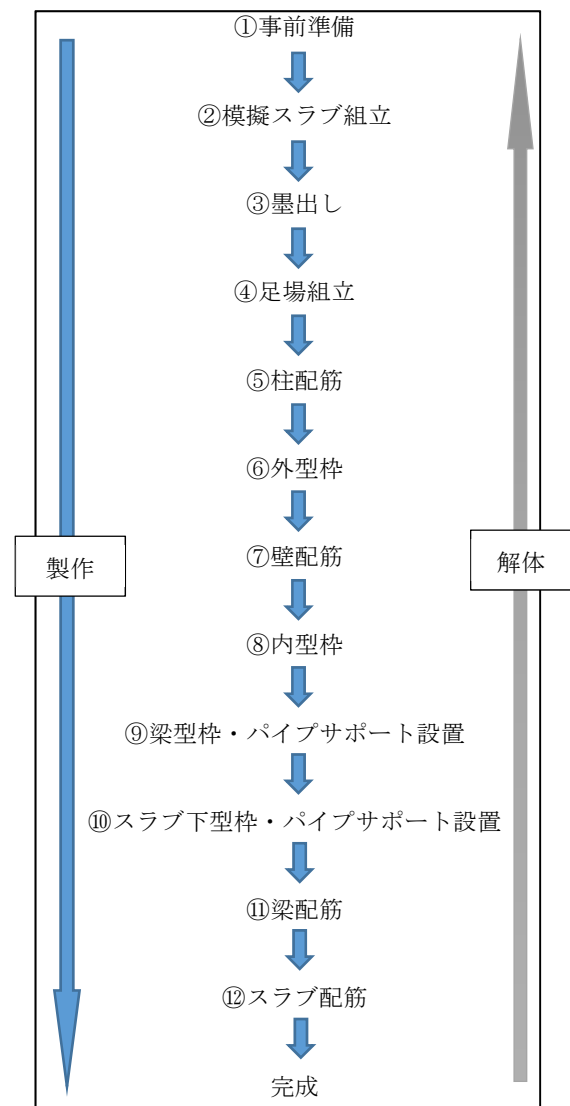 ①事前準備
②模擬スラブ組立
③墨出し
④足場組立
⑤柱配筋
⑥外型枠
製作
⑦壁配筋
解体
⑧内型枠
⑨梁型枠・パイプサポート設置
⑩スラブ下型枠・パイプサポート設置
⑪梁配筋
⑫スラブ配筋
完成